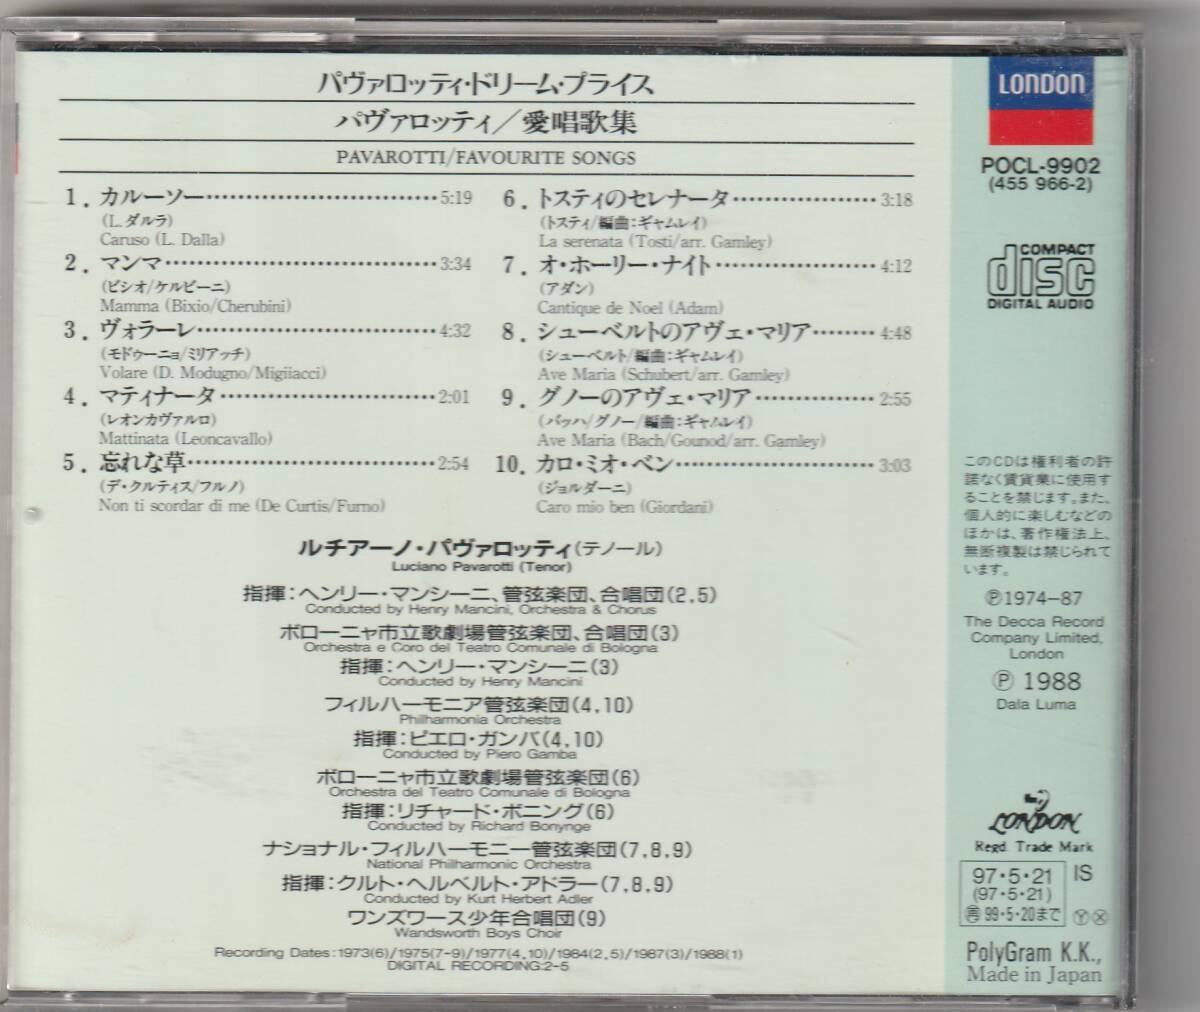 パヴァロッティ・ドリーム・プライス
パヴァロッティ／愛唱歌集
PAVAROTTI/FAVOURITE SONGS
1. カルーソー 5:19
(L.ダルラ)
Caruso (L. Dalla)
2. マンマ 3:34
(ビシオ/ケルビーニ)
Mamma (Bixio/Cherubini)
3. ヴォラーレ 4:32
(モドゥーニョ/ミリアッチ)
Volare (D. Modugno/Migiiacci)
4. マティナータ 2:01
(レオンカヴァルロ)
Mattinata (Leoncavallo)
5. 忘れな草 2:54
(デ・クルティス/フルノ)
Non ti scordar di me (De Curtis/Furno)
6. トスティのセレナータ 3:18
(トスティ/編曲:ギャムレイ)
La serenata (Tosti/arr. Gamley)
7. オ・ホーリー・ナイト 4:12
(アダン)
Cantique de Noel (Adam)
8. シューベルトのアヴェ・マリア 4:48
(シューベルト/編曲:ギャムレイ)
Ave Maria (Schubert/arr. Gamley)
9. グノーのアヴェ・マリア 2:55
(バッハ/グノー/編曲:ギャムレイ)
Ave Maria (Bach/Gounod/arr. Gamley)
10. カロ・ミオ・ベン 3:03
(ジョルダーニ)
Caro mio ben (Giordani)
ルチアーノ・パヴァロッティ(テノール)
Luciano Pavarotti (Tenor)
指揮:ヘンリー・マンシーニ、管弦楽団、合唱団(2,5)
Conducted by Henry Mancini, Orchestra & Chorus
ボローニャ市立歌劇場管弦楽団、合唱団(3)
Orchestra e Coro del Teatro Comunale di Bologna
指揮:ヘンリー・マンシーニ(3)
Conducted by Henry Mancini
フィルハーモニア管弦楽団(4,10)
Philharmonia Orchestra
指揮:ピエロ・ガンバ(4,10)
Conducted by Piero Gamba
ボローニャ市立歌劇場管弦楽団(6)
Orchestra del Teatro Comunale di Bologna
指揮:リチャード・ボニング(6)
Conducted by Richard Bonynge
ナショナル・フィルハーモニー管弦楽団(7,8,9)
National Philharmonic Orchestra
指揮:クルト・ヘルベルト・アドラー(7,8,9)
Conducted by Kurt Herbert Adler
ワンズワース少年合唱団(9)
Wandsworth Boys Choir
Recording Dates:1973(6)/1975(7-9)/1977(4,10)/1984(2,5)/1987(3)/1988(1)
DIGITAL RECORDING:2-5
LONDON
POCL-9902
(455 966-2)
COMPACT
disc
DIGITAL AUDIO
このCDは権利者の許
諾なく賃貸業に使用す
ることを禁じます。また、
個人的に楽しむなどの
ほかは、著作権法上、
無断複製は禁じられて
います。
Ⓟ1974-87
The Decca Record
Company Limited,
London
Ⓟ 1988
Dala Luma
LONDON
Regd. Trade Mark
97・5・21
(97・5・21)
㊢99・5・20まで
IS
Ⓨⓧ
PolyGram K.K.,
Made in Japan